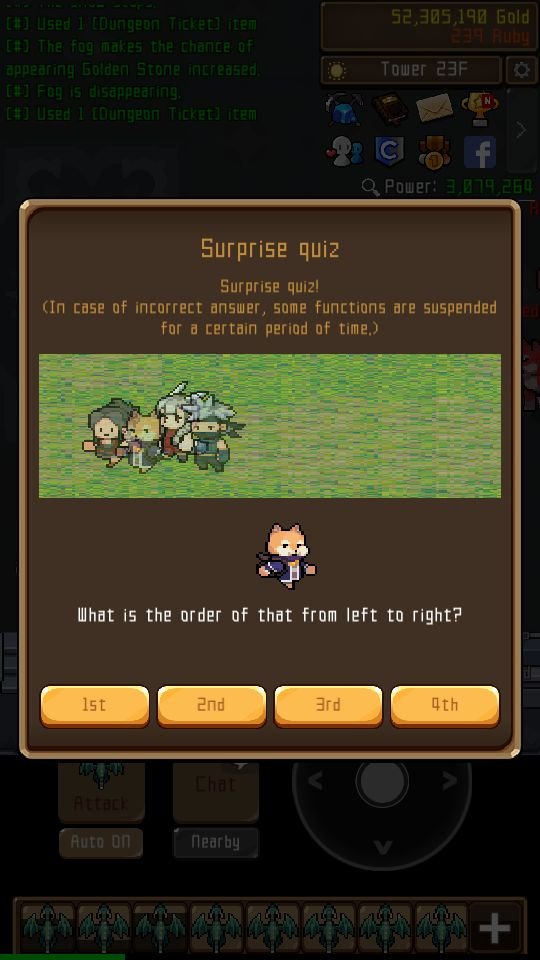 [#] Used 1 [Dungeon Ticket] item
[#] The fog makes the chance of
appearing Golden Stone increased.
[#] Fog is disappearing.
[#] Used 1 [Dungeon Ticket] item
52,305,190 Gold
239 Ruby
Tower 23F
N
C
f
Power: 3,079,264
Surprise quiz
Surprise quiz!
(In case of incorrect answer, some functions are suspended
for a certain period of time.)
What is the order of that from left to right?
1st
2nd
3rd
4th
Attack
Chat
Auto ON
Nearby